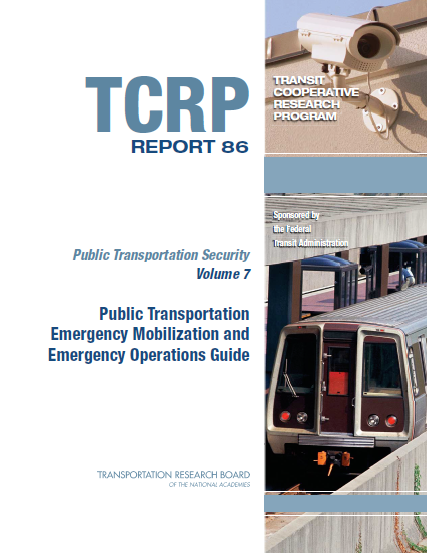 TCRP
REPORT 86
TRANSIT
COOPERATIVE
RESEARCH
PROGRAM
Sponsored by
the Federal
Transit Administration
Public Transportation Security
Volume 7
Public Transportation
Emergency Mobilization and
Emergency Operations Guide
TRANSPORTATION RESEARCH BOARD
OF THE NATIONAL ACADEMIES